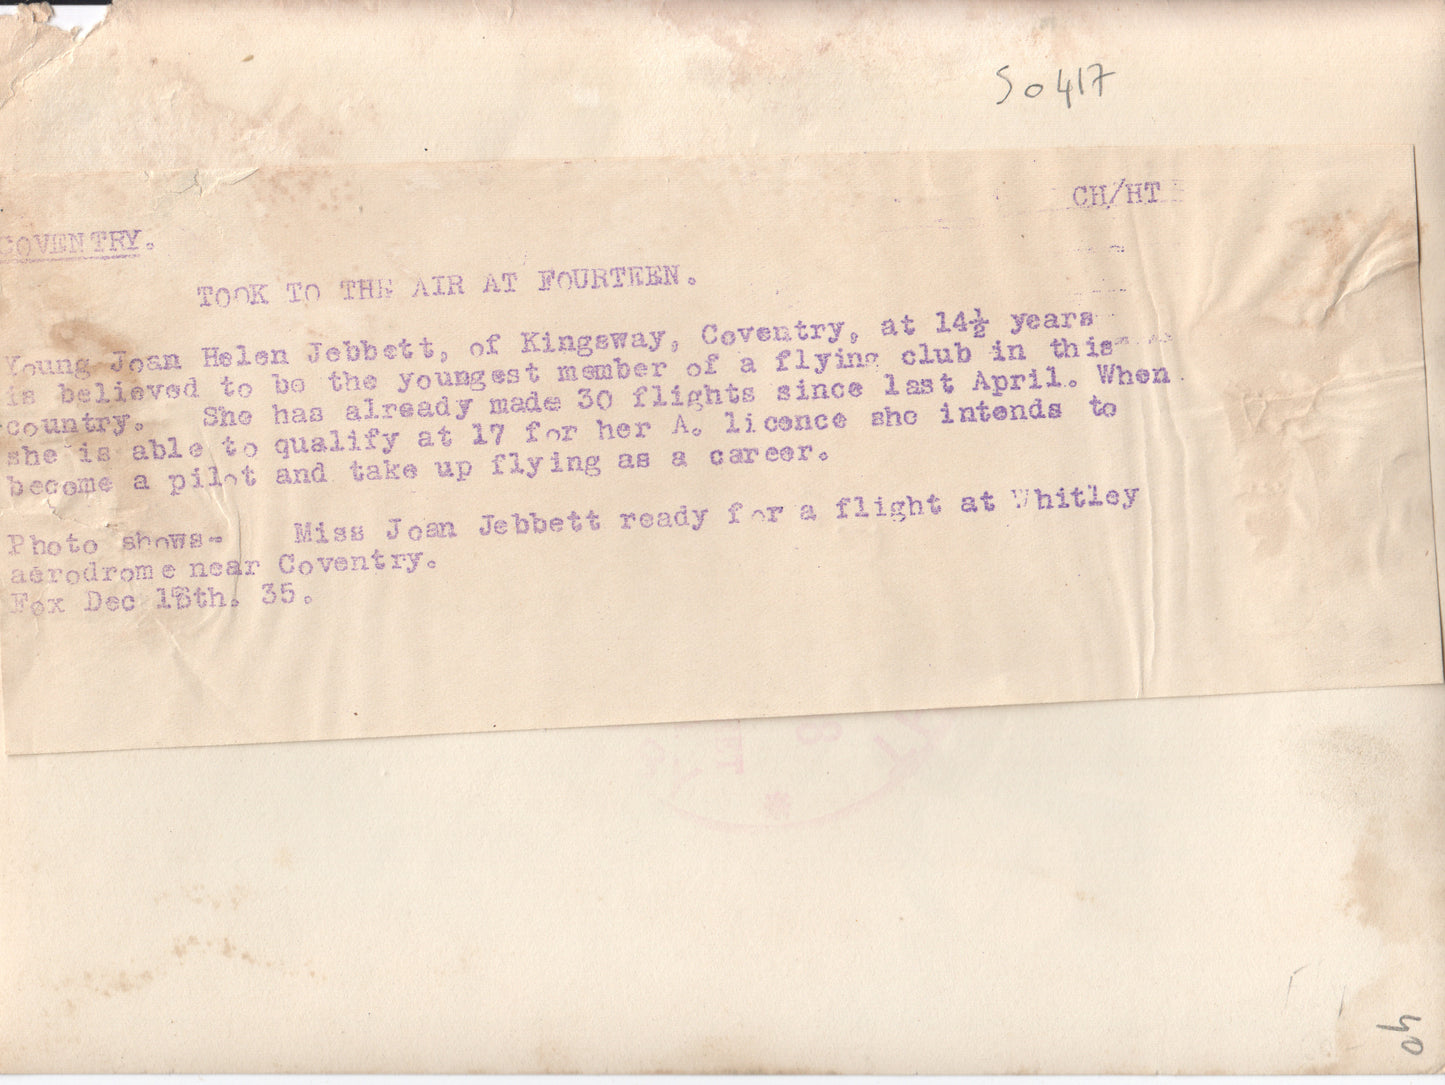 So417
CH/HT
COVENTRY.
TOOK TO THE AIR AT FOURTEEN.
Young Joan Helen Jebbett, of Kingsway, Coventry, at 14½ years
is believed to be the youngest member of a flying club in this
country. She has already made 30 flights since last April. When
she is able to qualify at 17 for her A. licence she intends to
become a pilot and take up flying as a career.
Photo shows- Miss Joan Jebbett ready for a flight at Whitley
aerodrome near Coventry.
Fox Dec 35.
40